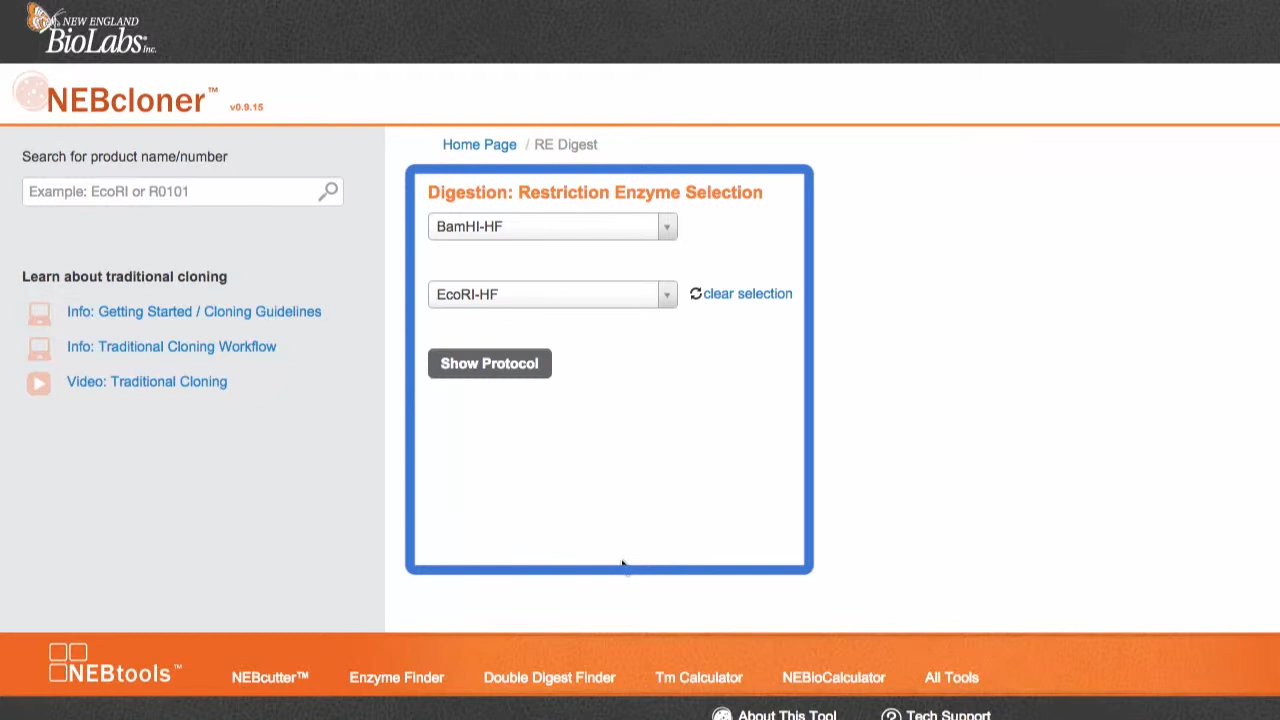 NEW ENGLAND
BioLabs Inc.
NEBcloner™ v0.9.15
Search for product name/number
Example: EcoRI or R0101
Learn about traditional cloning
Info: Getting Started / Cloning Guidelines
Info: Traditional Cloning Workflow
Video: Traditional Cloning
Home Page / RE Digest
Digestion: Restriction Enzyme Selection
BamHI-HF
EcoRI-HF
clear selection
Show Protocol
NEBtools™
NEBcutter™ Enzyme Finder Double Digest Finder Tm Calculator NEBioCalculator All Tools
About This Tool ? Tech Support